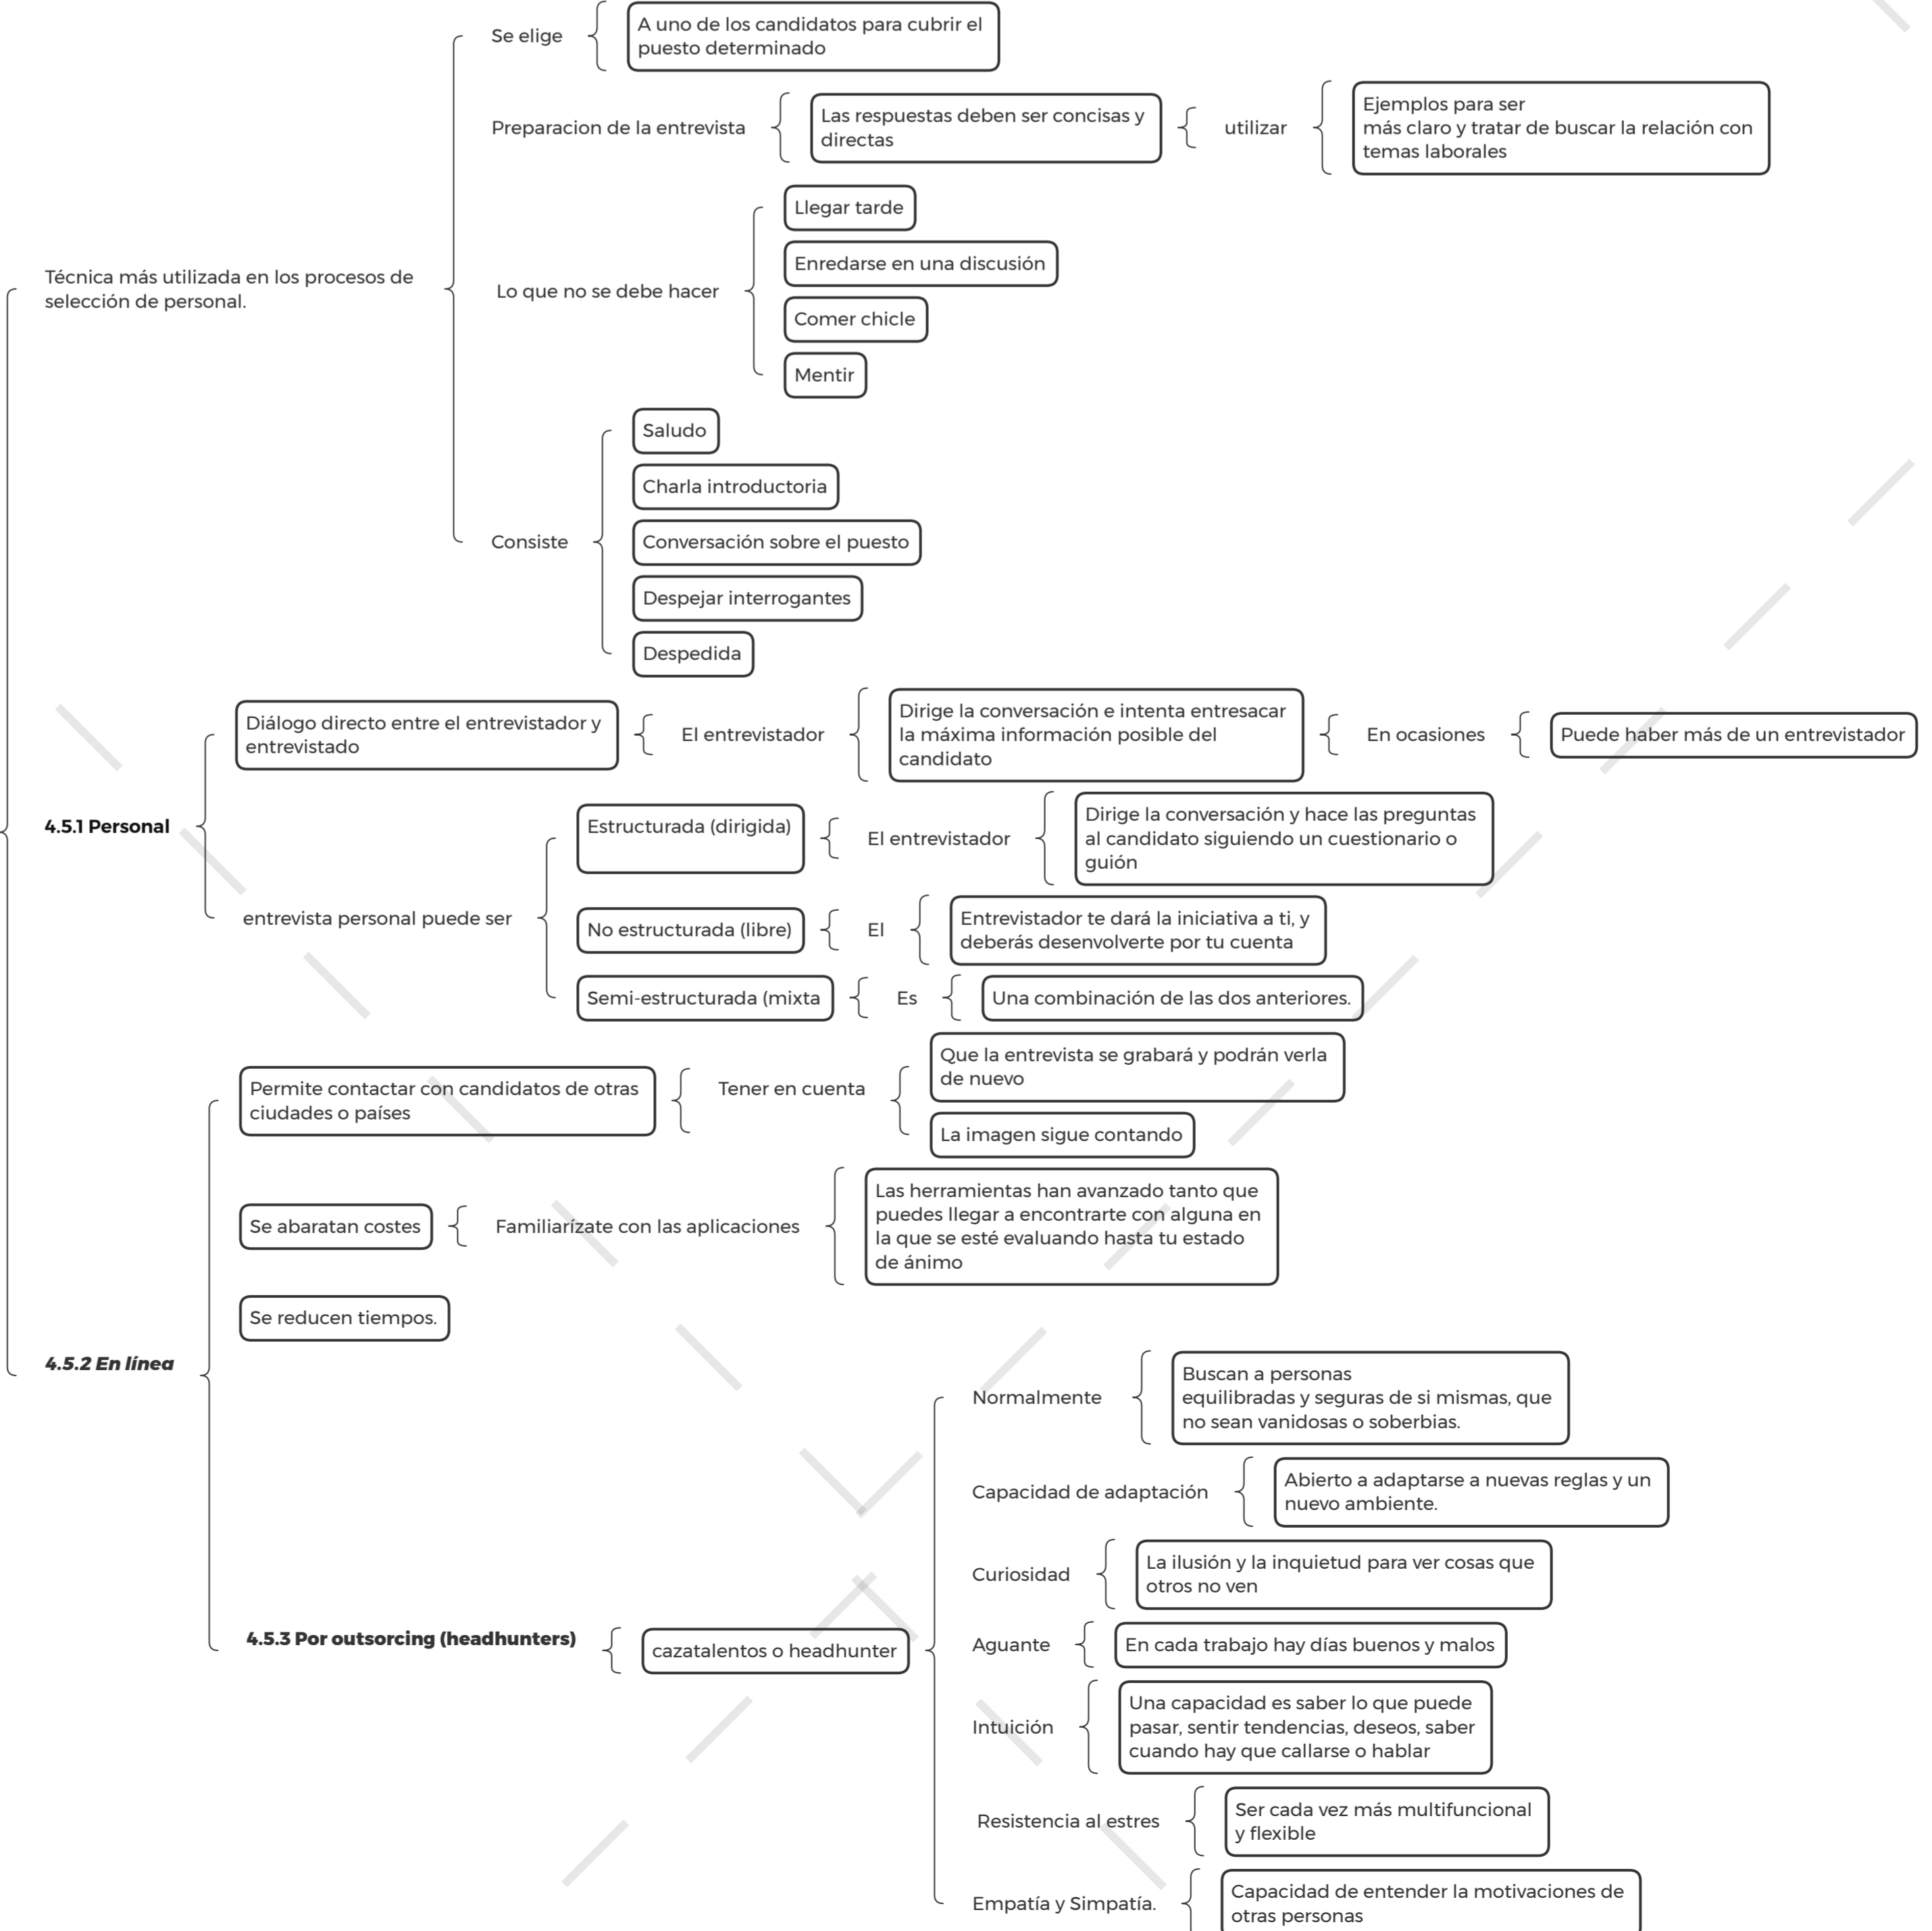 Se elige
A uno de los candidatos para cubrir el
puesto determinado
Preparacion de la entrevista
Las respuestas deben ser concisas y
directas
utilizar
Ejemplos para ser
más claro y tratar de buscar la relación con
temas laborales
Técnica más utilizada en los procesos de
selección de personal.
Lo que no se debe hacer
Llegar tarde
Enredarse en una discusión
Comer chicle
Mentir
Consiste
Saludo
Charla introductoria
Conversación sobre el puesto
Despejar interrogantes
Despedida
4.5.1 Personal
Diálogo directo entre el entrevistador y
entrevistado
El entrevistador
Dirige la conversación e intenta entresacar
la máxima información posible del
candidato
En ocasiones
Puede haber más de un entrevistador
entrevista personal puede ser
Estructurada (dirigida)
El entrevistador
Dirige la conversación y hace las preguntas
al candidato siguiendo un cuestionario o
guión
No estructurada (libre)
El
Entrevistador te dará la iniciativa a ti, y
deberás desenvolverte por tu cuenta
Semi-estructurada (mixta
Es
Una combinación de las dos anteriores.
4.5.2 En línea
Permite contactar con candidatos de otras
ciudades o países
Tener en cuenta
Que la entrevista se grabará y podrán verla
de nuevo
La imagen sigue contando
Se abaratan costes
Familiarízate con las aplicaciones
Las herramientas han avanzado tanto que
puedes llegar a encontrarte con alguna en
la que se esté evaluando hasta tu estado
de ánimo
Se reducen tiempos.
4.5.3 Por outsorcing (headhunters)
cazatalentos o headhunter
Normalmente
Buscan a personas
equilibradas y seguras de si mismas, que
no sean vanidosas o soberbias.
Capacidad de adaptación
Abierto a adaptarse a nuevas reglas y un
nuevo ambiente.
Curiosidad
La ilusión y la inquietud para ver cosas que
otros no ven
Aguante
En cada trabajo hay días buenos y malos
Intuición
Una capacidad es saber lo que puede
pasar, sentir tendencias, deseos, saber
cuando hay que callarse o hablar
Resistencia al estres
Ser cada vez más multifuncional
y flexible
Empatía y Simpatía.
Capacidad de entender la motivaciones de
otras personas